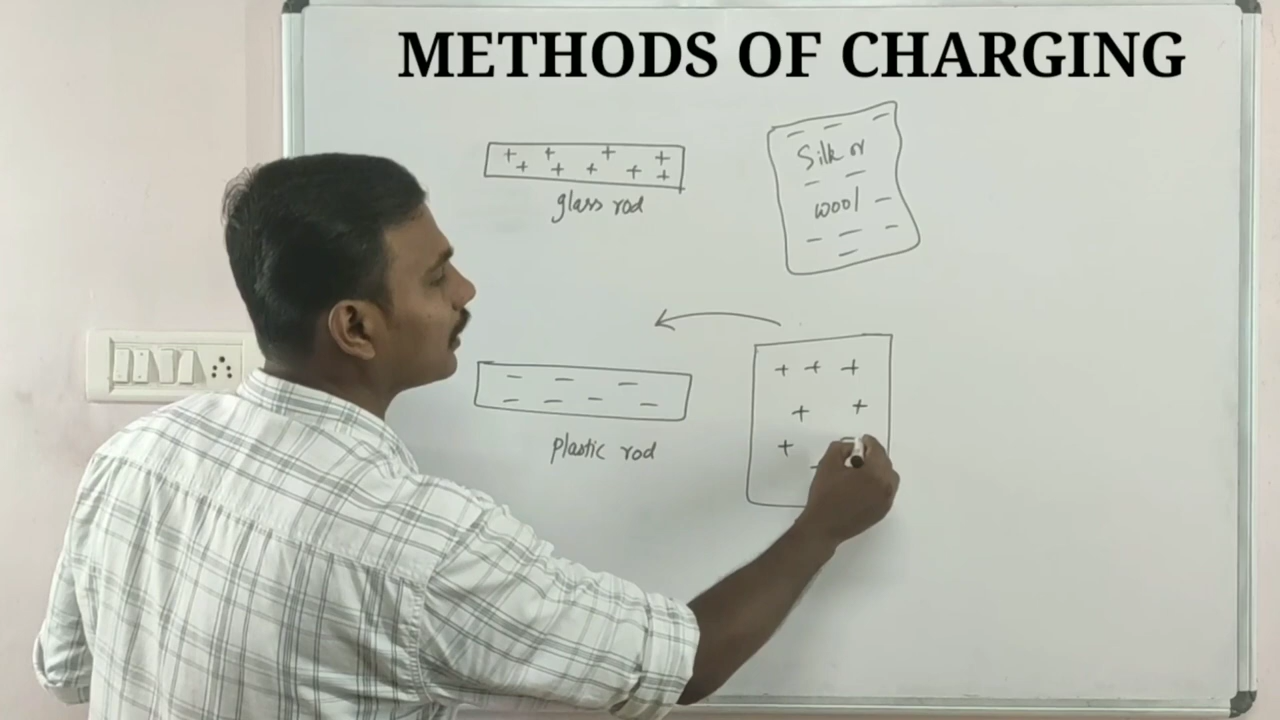 METHODS OF CHARGING
+ + + +
+ + + + +
glass rod
- - -
Silk or
- -
wool -
- - -
-
- - -
- - - -
plastic rod
+ + +
+ +
+